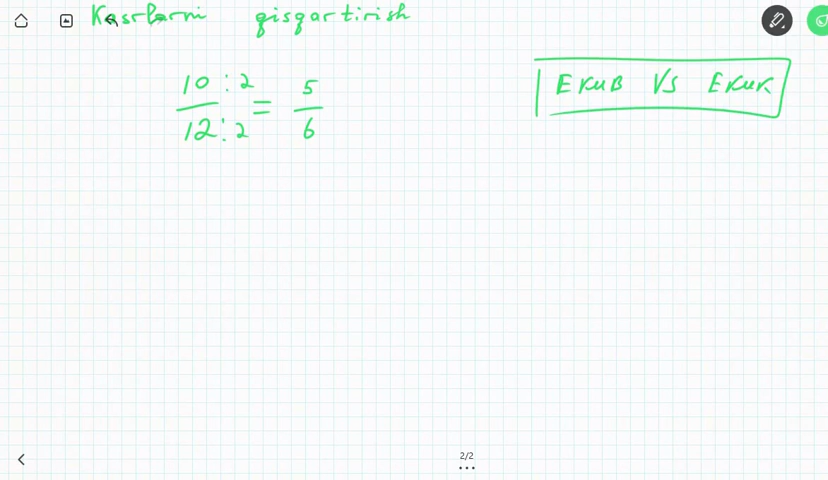 Kasrlarni qisqartirish
10 : 2 / 12 : 2 = 5 / 6
EKUB VS EKUK
2/2